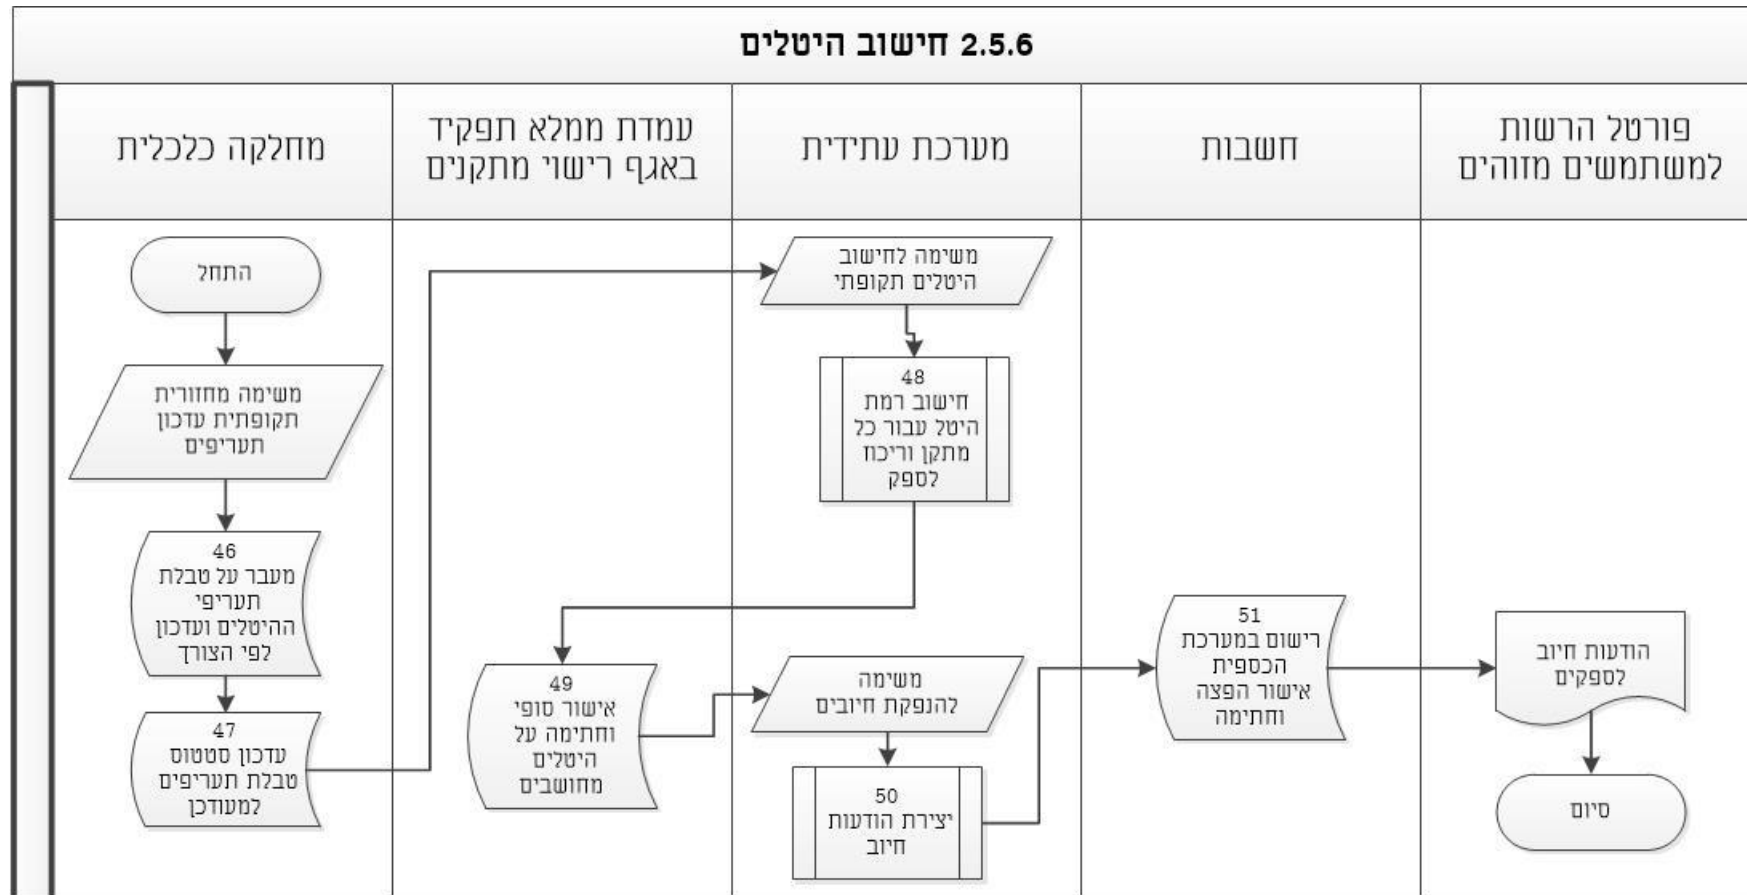 2.5.6 חישוב היטלים
מחלקה כלכלית
עמדת ממלא תפקיד
באגף רישוי מתקנים
מערכת עתידית
חשבות
פורטל הרשות
למשתמשים מזוהים
התחל
משימה מחזורית
תקופתית עדכון
תעריפים
46
מעבר על טבלת
תעריפי
ההיטלים ועדכון
לפי הצורך
47
עדכון סטטוס
טבלת תעריפים
למעודכן
משימה לחישוב
היטלים תקופתי
48
חישוב רמת
היטל עבור כל
מתקן וריכוז
לספק
49
אישור סופי
וחתימה על
היטלים
מחושבים
משימה
להנפקת חיובים
50
יצירת הודעות
חיוב
51
רישום במערכת
הכספית
אישור הפצה
וחתימה
הודעות חיוב
לספקים
סיום